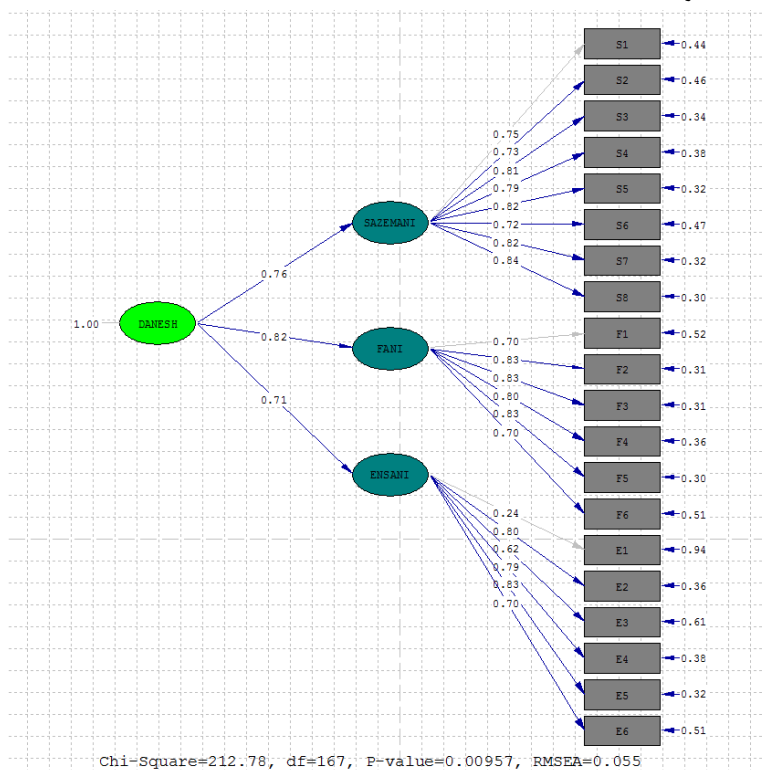 S1 0.44
S2 0.46
S3 0.34
S4 0.38
S5 0.32
S6 0.47
S7 0.32
S8 0.30
F1 0.52
F2 0.31
F3 0.31
F4 0.36
F5 0.30
F6 0.51
E1 0.94
E2 0.36
E3 0.61
E4 0.38
E5 0.32
E6 0.51
0.75
0.73
0.81
0.79
0.82
0.72
0.82
0.84
0.70
0.83
0.83
0.80
0.83
0.70
0.24
0.80
0.62
0.79
0.83
0.70
SAZEMANI
FANI
ENSANI
0.76
0.82
0.71
1.00 DANESH
Chi-Square=212.78, df=167, P-value=0.00957, RMSEA=0.055